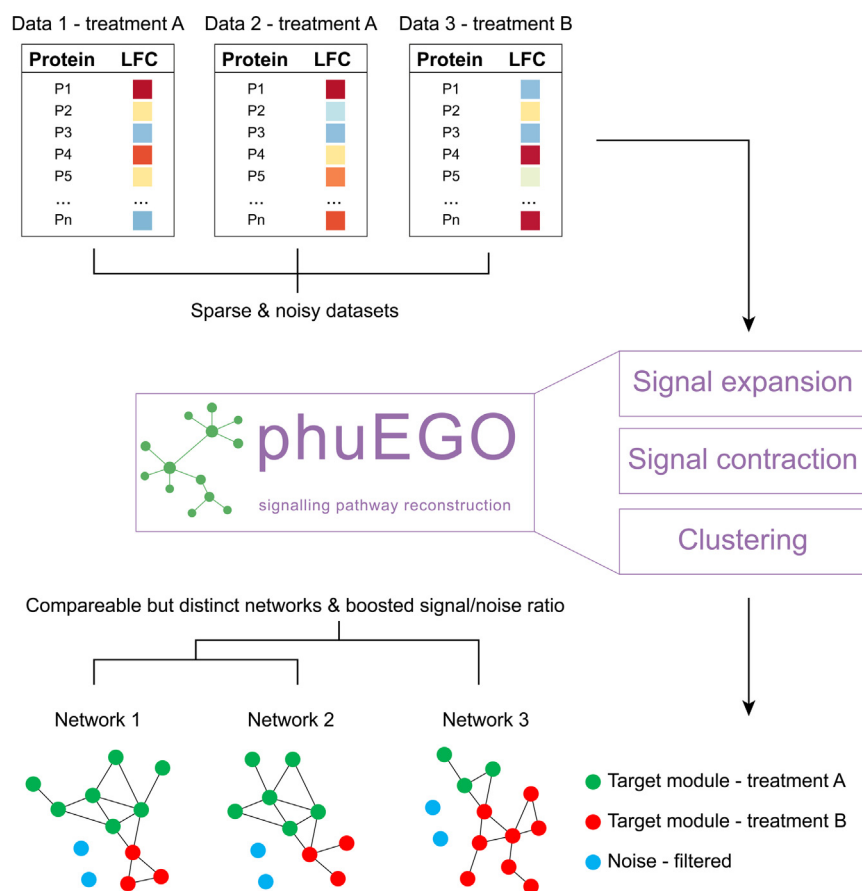 Data 1 - treatment A
Data 2 - treatment A
Data 3 - treatment B
Protein LFC
P1
P2
P3
P4
P5
... ...
Pn
Protein LFC
P1
P2
P3
P4
P5
... ...
Pn
Protein LFC
P1
P2
P3
P4
P5
... ...
Pn
Sparse & noisy datasets
phuEGO
signalling pathway reconstruction
Signal expansion
Signal contraction
Clustering
Compareable but distinct networks & boosted signal/noise ratio
Network 1
Network 2
Network 3
Target module - treatment A
Target module - treatment B
Noise - filtered